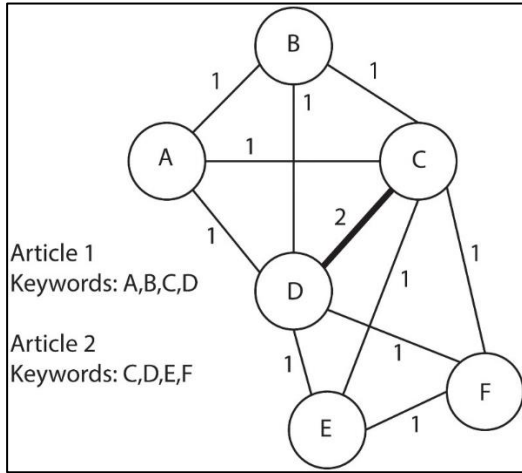 B
1
1
1
A
1
C
2
1
Article 1
Keywords: A,B,C,D
1
1
D
Article 2
Keywords: C,D,E,F
1
1
F
E
1